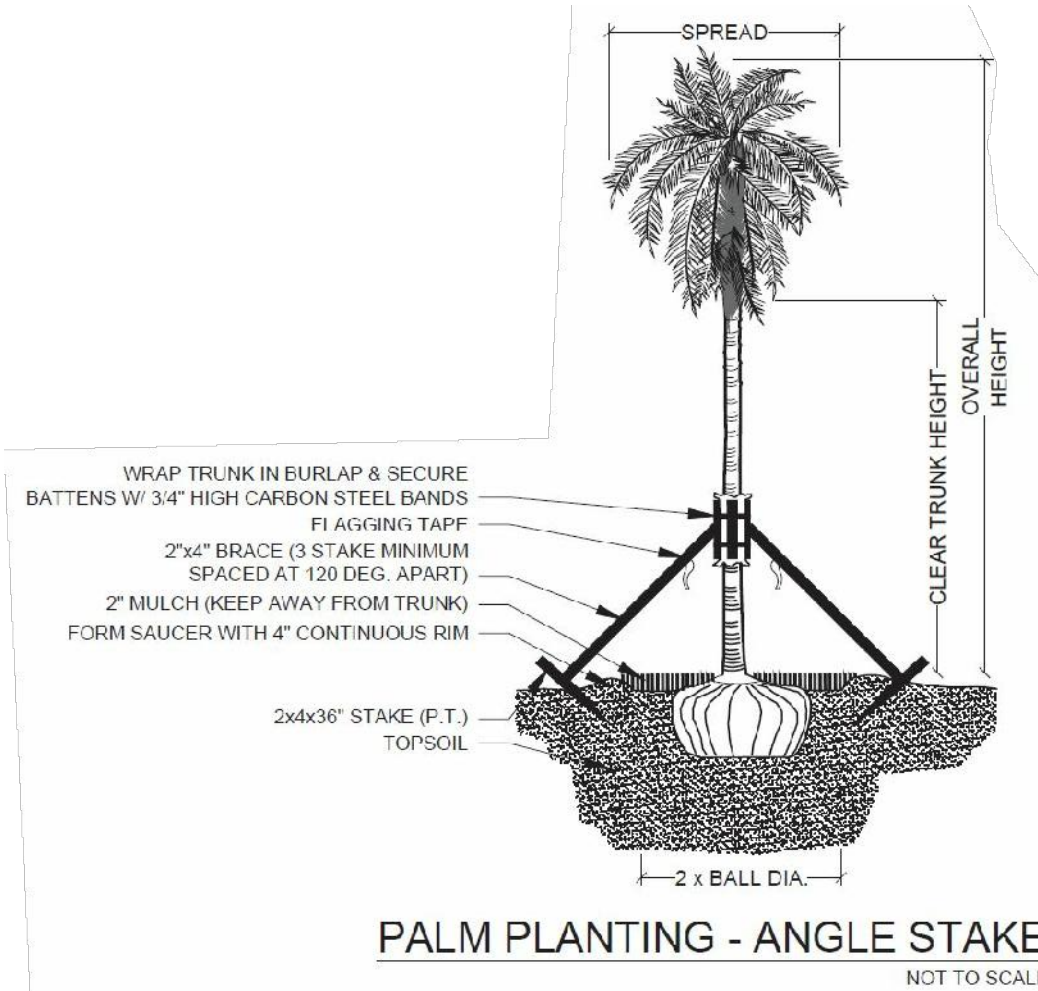 SPREAD
OVERALL
HEIGHT
CLEAR TRUNK HEIGHT
WRAP TRUNK IN BURLAP & SECURE
BATTENS W/ 3/4" HIGH CARBON STEEL BANDS
FLAGGING TAPE
2"x4" BRACE (3 STAKE MINIMUM
SPACED AT 120 DEG. APART)
2" MULCH (KEEP AWAY FROM TRUNK)
FORM SAUCER WITH 4" CONTINUOUS RIM
2x4x36" STAKE (P.T.)
TOPSOIL
2 x BALL DIA.
PALM PLANTING - ANGLE STAKE
NOT TO SCALE